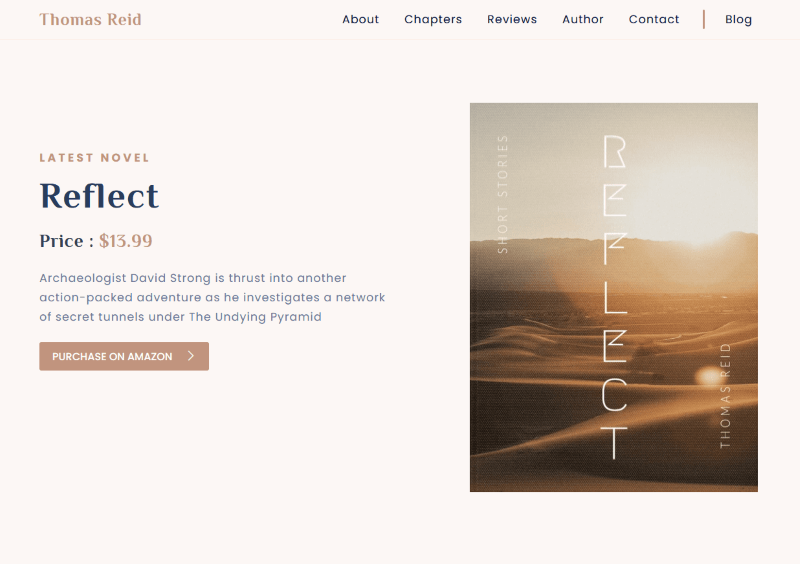 Thomas Reid
About
Chapters
Reviews
Author
Contact
Blog
LATEST NOVEL
Reflect
Price : $13.99
Archaeologist David Strong is thrust into another
action-packed adventure as he investigates a network
of secret tunnels under The Undying Pyramid
PURCHASE ON AMAZON
SHORT STORIES
REFLECT
THOMAS REID